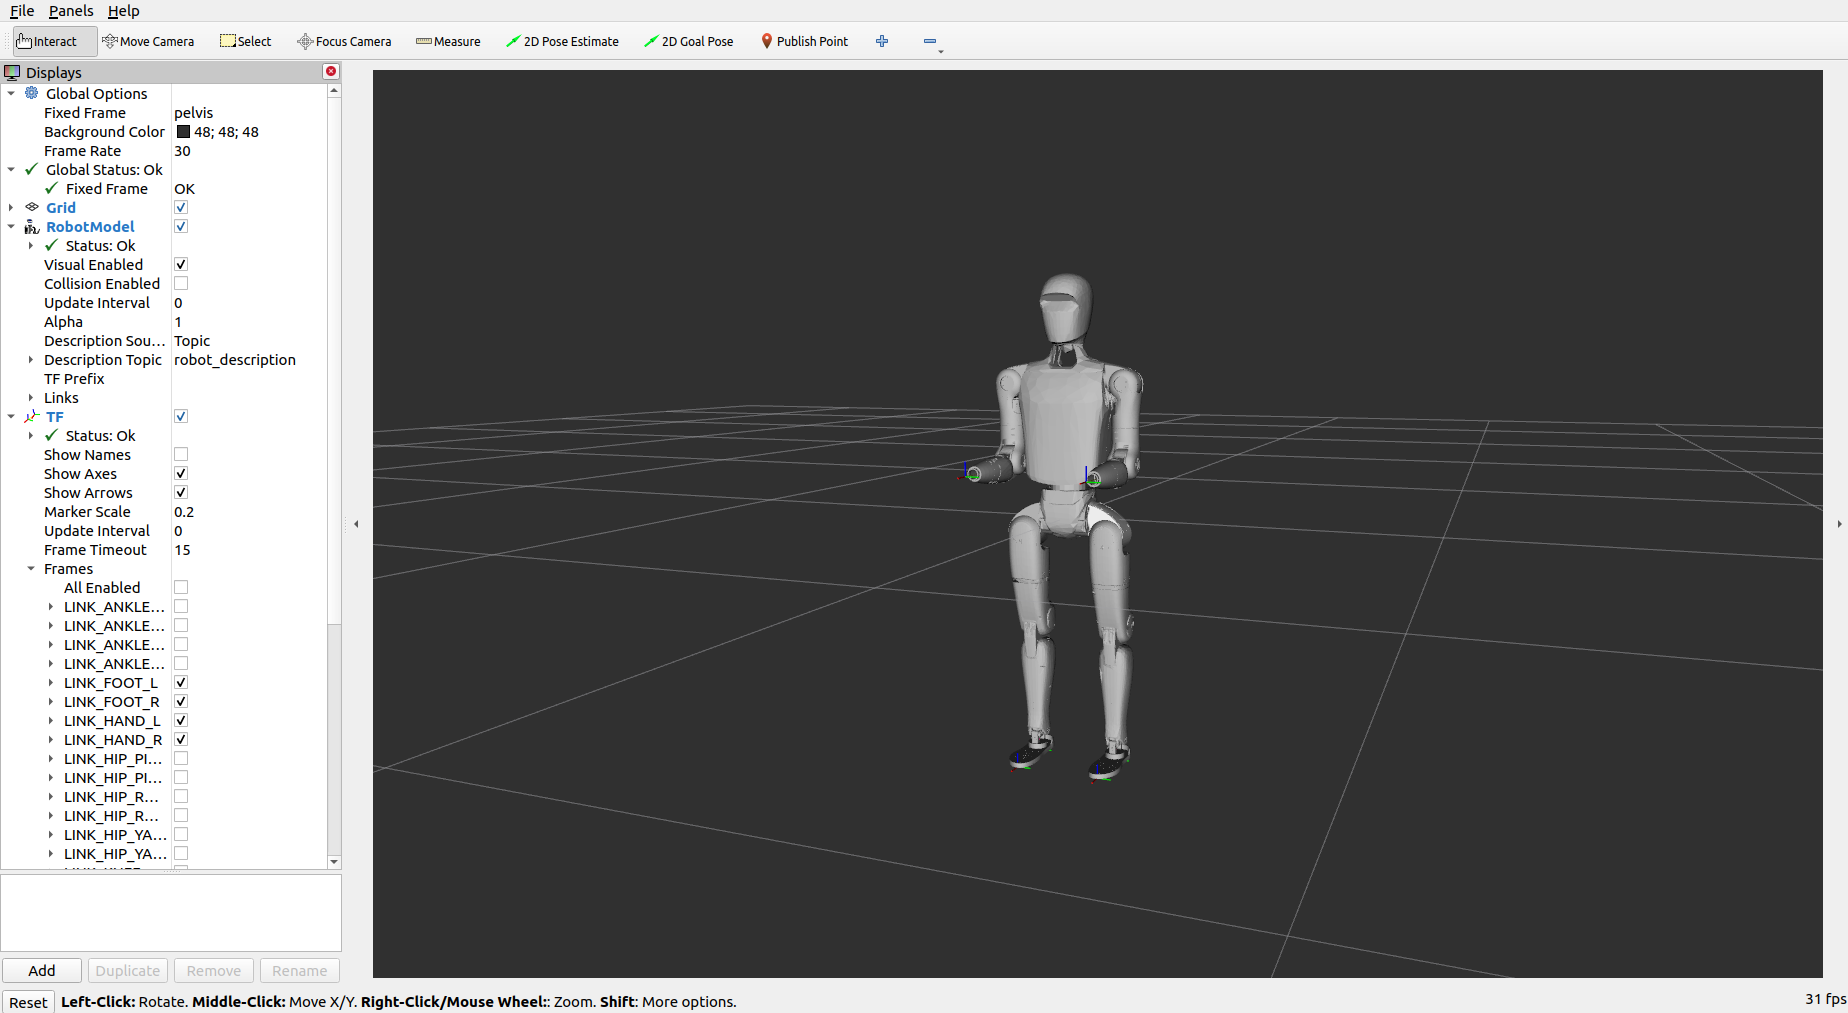 File Panels Help
Interact Move Camera Select Focus Camera Measure 2D Pose Estimate 2D Goal Pose Publish Point
Displays
Global Options
Fixed Frame pelvis
Background Color 48; 48; 48
Frame Rate 30
Global Status: Ok
Fixed Frame OK
Grid
RobotModel
Status: Ok
Visual Enabled
Collision Enabled
Update Interval 0
Alpha 1
Description Sou... Topic
Description Topic robot_description
TF Prefix
Links
TF
Status: Ok
Show Names
Show Axes
Show Arrows
Marker Scale 0.2
Update Interval 0
Frame Timeout 15
Frames
All Enabled
LINK_ANKLE...
LINK_ANKLE...
LINK_ANKLE...
LINK_ANKLE...
LINK_FOOT_L
LINK_FOOT_R
LINK_HAND_L
LINK_HAND_R
LINK_HIP_PI...
LINK_HIP_PI...
LINK_HIP_R...
LINK_HIP_R...
LINK_HIP_YA...
LINK_HIP_YA...
Add Duplicate Remove Rename
Reset Left-Click: Rotate. Middle-Click: Move X/Y. Right-Click/Mouse Wheel:: Zoom. Shift: More options. 31 fps